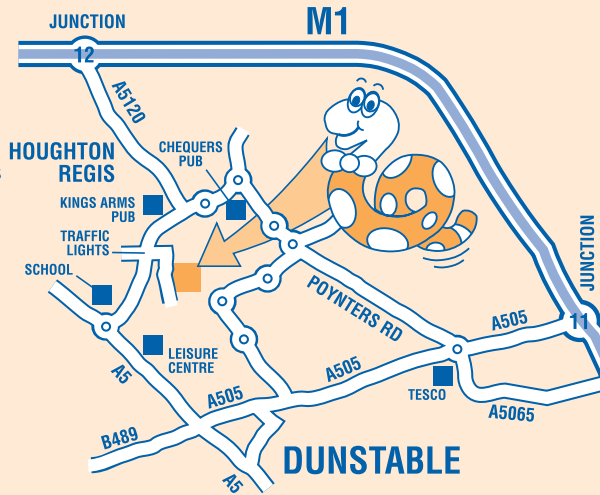 M1
JUNCTION
12
A5120
HOUGHTON
REGIS
CHEQUERS
PUB
KINGS ARMS
PUB
TRAFFIC
LIGHTS
SCHOOL
JUNCTION
11
POYNTERS RD
A505
LEISURE
CENTRE
A5
A505
A505
TESCO
A5065
B489
DUNSTABLE
A5